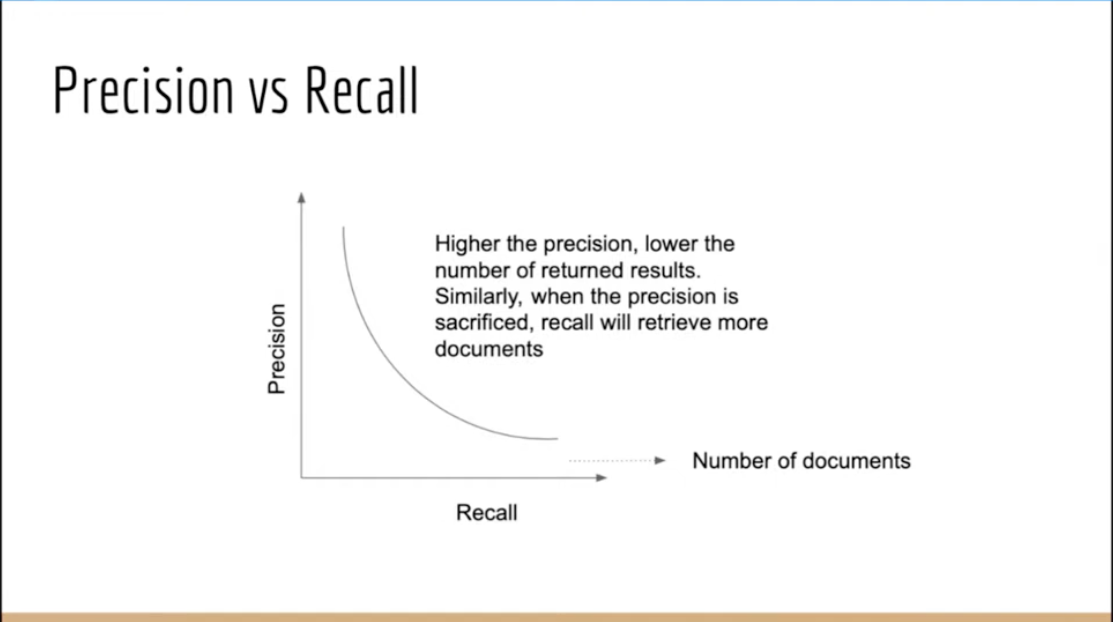 Precision vs Recall
Higher the precision, lower the
number of returned results.
Similarly, when the precision is
sacrificed, recall will retrieve more
documents
Precision
Number of documents
Recall